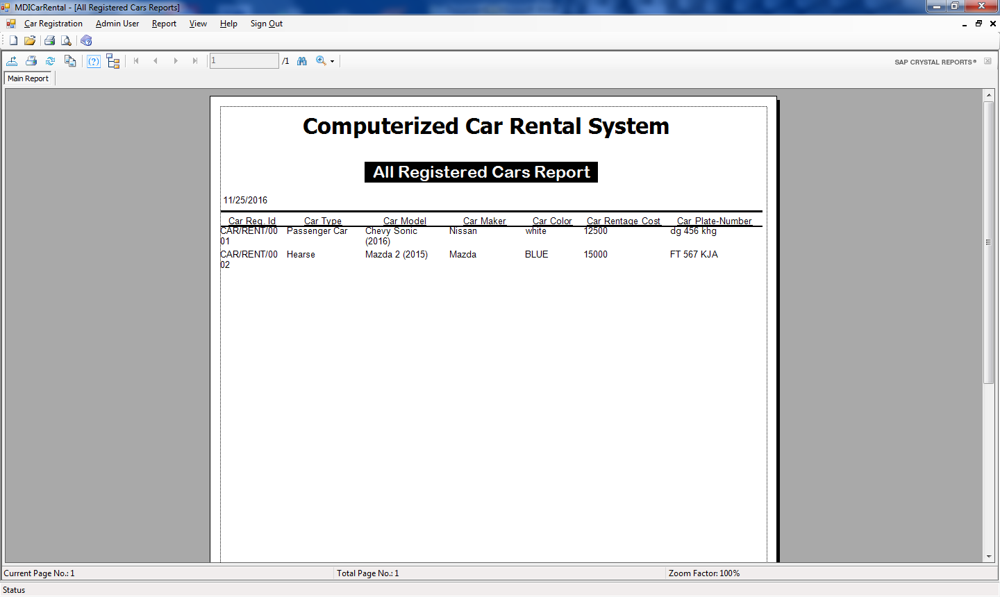 MDICarRental - [All Registered Cars Reports]
Car Registration Admin User Report View Help Sign Out
1 /1 SAP CRYSTAL REPORTS®
Main Report
Computerized Car Rental System
All Registered Cars Report
11/25/2016
Car Reg. Id Car Type Car Model Car Maker Car Color Car Rentage Cost Car Plate-Number
CAR/RENT/00 Passenger Car Chevy Sonic Nissan white 12500 dg 456 khg
01 (2016)
CAR/RENT/00 Hearse Mazda 2 (2015) Mazda BLUE 15000 FT 567 KJA
02
Current Page No.: 1 Total Page No.: 1 Zoom Factor: 100%
Status